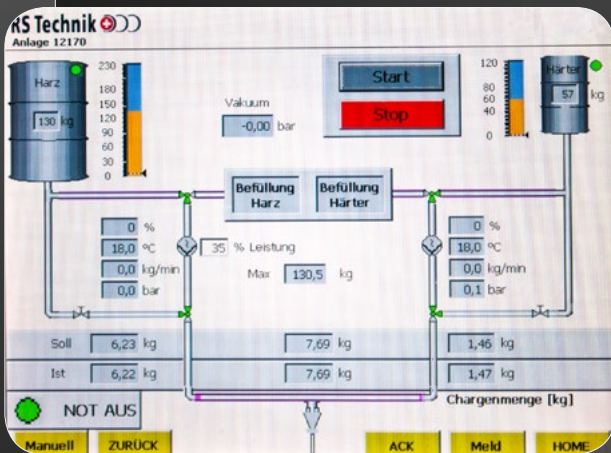 RS Technik
Anlage 12170
Harz
130 kg
230
180
150
120
90
60
30
0
Vakuum
-0,00 bar
Start
Stop
120
80
60
40
0
Härter
57 kg
Befüllung Harz
Befüllung Härter
0 %
18,0 °C
0,0 kg/min
0,0 bar
35 % Leistung
Max 130,5 kg
0 %
18,0 °C
0,0 kg/min
0,1 bar
Soll 6,23 kg 7,69 kg 1,46 kg
Ist 6,22 kg 7,69 kg 1,47 kg
Chargenmenge [kg]
NOT AUS
Manuell ZURÜCK ACK Meld HOME